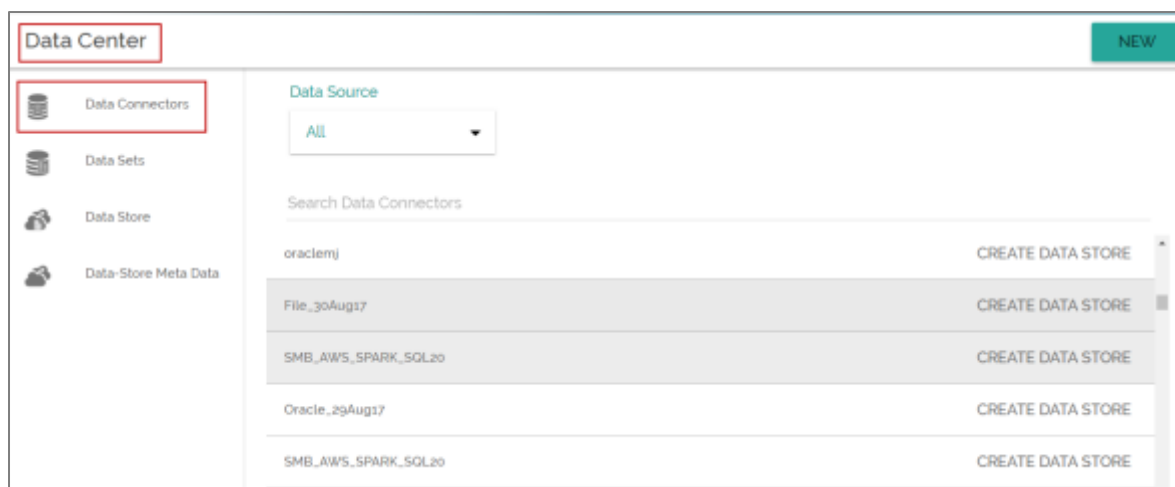 Data Center
NEW
Data Connectors
Data Sets
Data Store
Data-Store Meta Data
Data Source
All
Search Data Connectors
oraclemj CREATE DATA STORE
File_30Aug17 CREATE DATA STORE
SMB_AWS_SPARK_SQL20 CREATE DATA STORE
Oracle_29Aug17 CREATE DATA STORE
SMB_AWS_SPARK_SQL20 CREATE DATA STORE